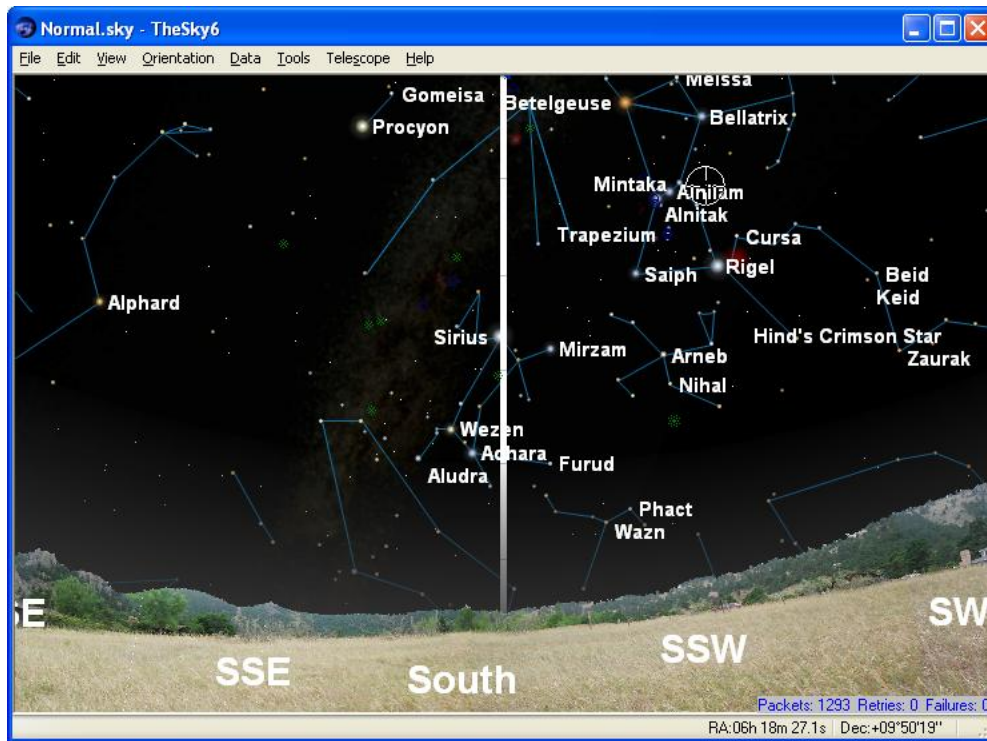 Normal.sky - TheSky6
File Edit View Orientation Data Tools Telescope Help
Meissa
Gomeisa
Betelgeuse
Procyon
Bellatrix
Mintaka
Alnilam
Alnitak
Trapezium
Cursa
Saiph
Rigel
Beid
Keid
Alphard
Sirius
Mirzam
Hind's Crimson Star
Arneb
Zaurak
Nihal
Wezen
Adhara
Furud
Aludra
Phact
Wazn
SE
SW
SSE
SSW
South
Packets: 1293 Retries: 0 Failures: 0
RA:06h 18m 27.1s Dec:+09°50'19"